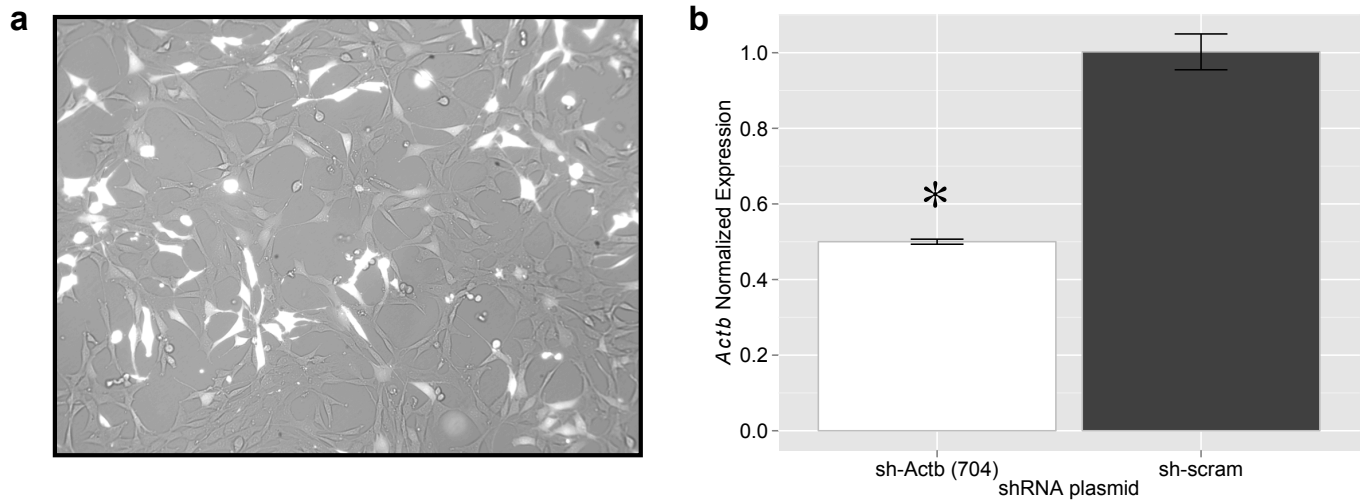 a
b
Actb Normalized Expression
1.0
0.8
0.6
0.4
0.2
0.0
*
sh-Actb (704)
sh-scram
shRNA plasmid